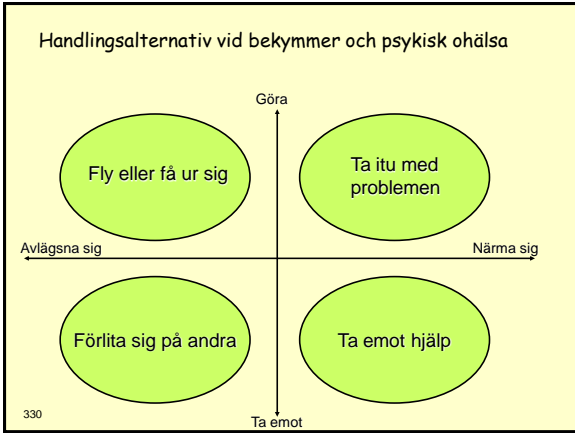 Handlingsalternativ vid bekymmer och psykisk ohälsa
Göra
Fly eller få ur sig
Ta itu med
problemen
Avlägsna sig
Närma sig
Förlita sig på andra
Ta emot hjälp
330
Ta emot